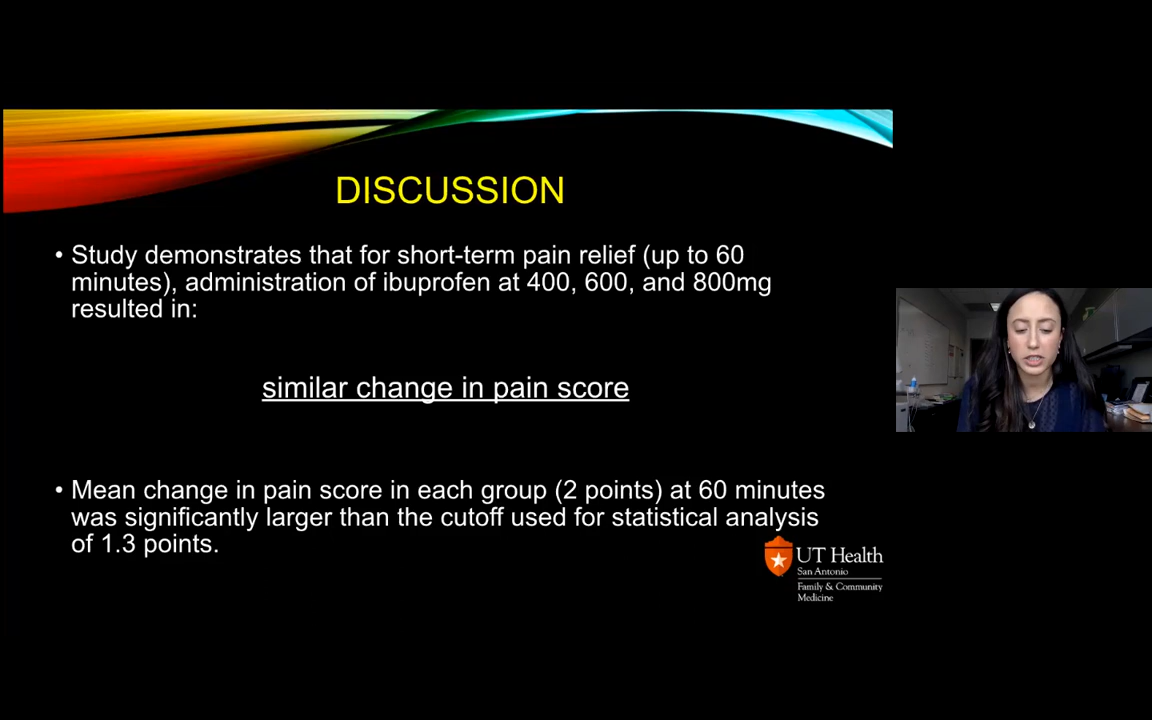 DISCUSSION
• Study demonstrates that for short-term pain relief (up to 60
minutes), administration of ibuprofen at 400, 600, and 800mg
resulted in:
similar change in pain score
• Mean change in pain score in each group (2 points) at 60 minutes
was significantly larger than the cutoff used for statistical analysis
of 1.3 points.
UT Health
San Antonio
Family & Community
Medicine